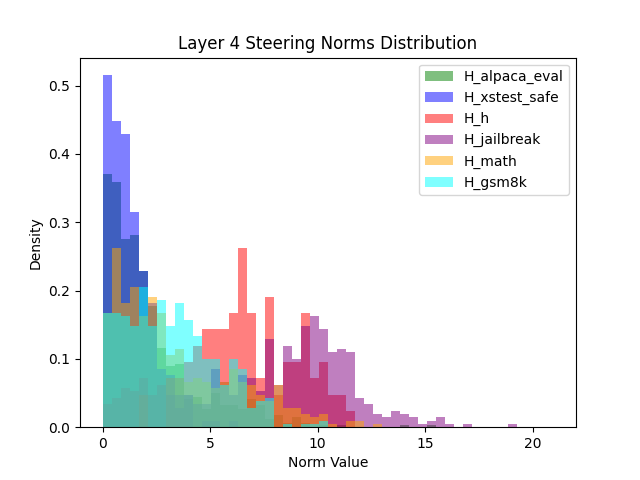 Layer 4 Steering Norms Distribution
H_alpaca_eval
H_xstest_safe
H_h
H_jailbreak
H_math
H_gsm8k
0.5
0.4
0.3
0.2
0.1
0.0
Density
0 5 10 15 20
Norm Value